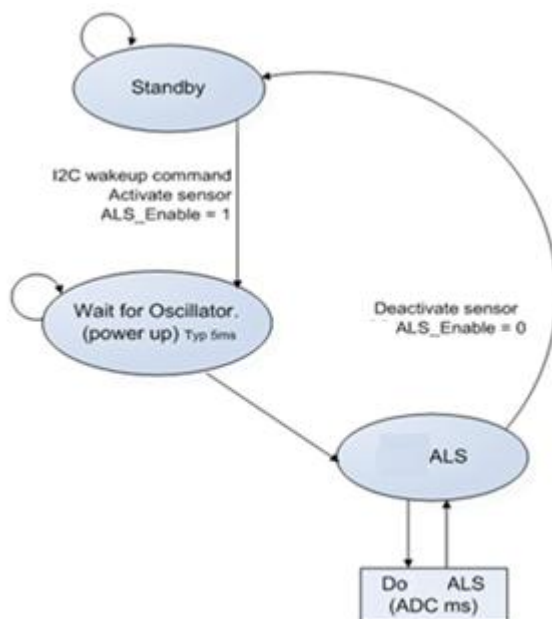 Standby
I2C wakeup command
Activate sensor
ALS_Enable = 1
Wait for Oscillator.
(power up) Typ 5ms
Deactivate sensor
ALS_Enable = 0
ALS
Do ALS
(ADC ms)